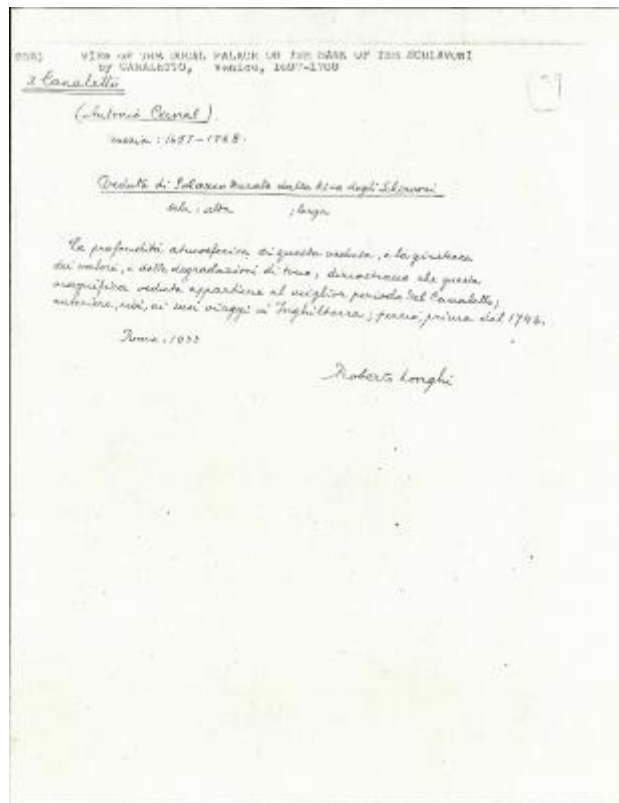 VIEW OF THE DUCAL PALACE ON THE BANK OF THE SCHIAVONI
by CANALETTO, Venice, 1697-1768
Il Canaletto
(Antonio Canal)
Venezia: 1697-1768.
Veduta di Palazzo Ducale dalla Riva degli Schiavoni
tela: alta ; larga
La profondità atmosferica di questa veduta, e la giustezza
dei valori, e delle degradazioni di tono, dimostrano che questa
magnifica veduta appartiene al miglior periodo del Canaletto;
anteriore, cioè, ai suoi viaggi in Inghilterra; prima del 1746.
Roma, 1955
Roberto Longhi